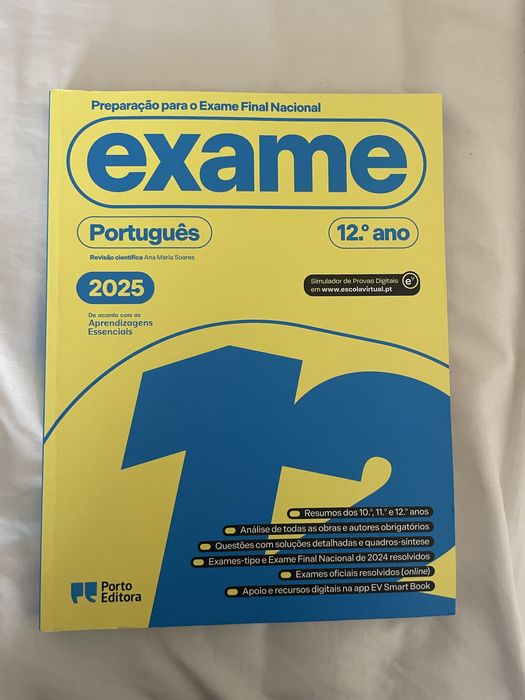 Preparação para o Exame Final Nacional
exame
Português
12.º ano
Revisão científica Ana Maria Soares
2025
Simulador de Provas Digitais
em www.escolavirtual.pt
e
De acordo com as
Aprendizagens
Essenciais
12
Resumos dos 10.º, 11.º e 12.º anos
Análise de todas as obras e autores obrigatórios
Questões com soluções detalhadas e quadros-síntese
Exames-tipo e Exame Final Nacional de 2024 resolvidos
Exames oficiais resolvidos (online)
Apoio e recursos digitais na app EV Smart Book
Porto
Editora